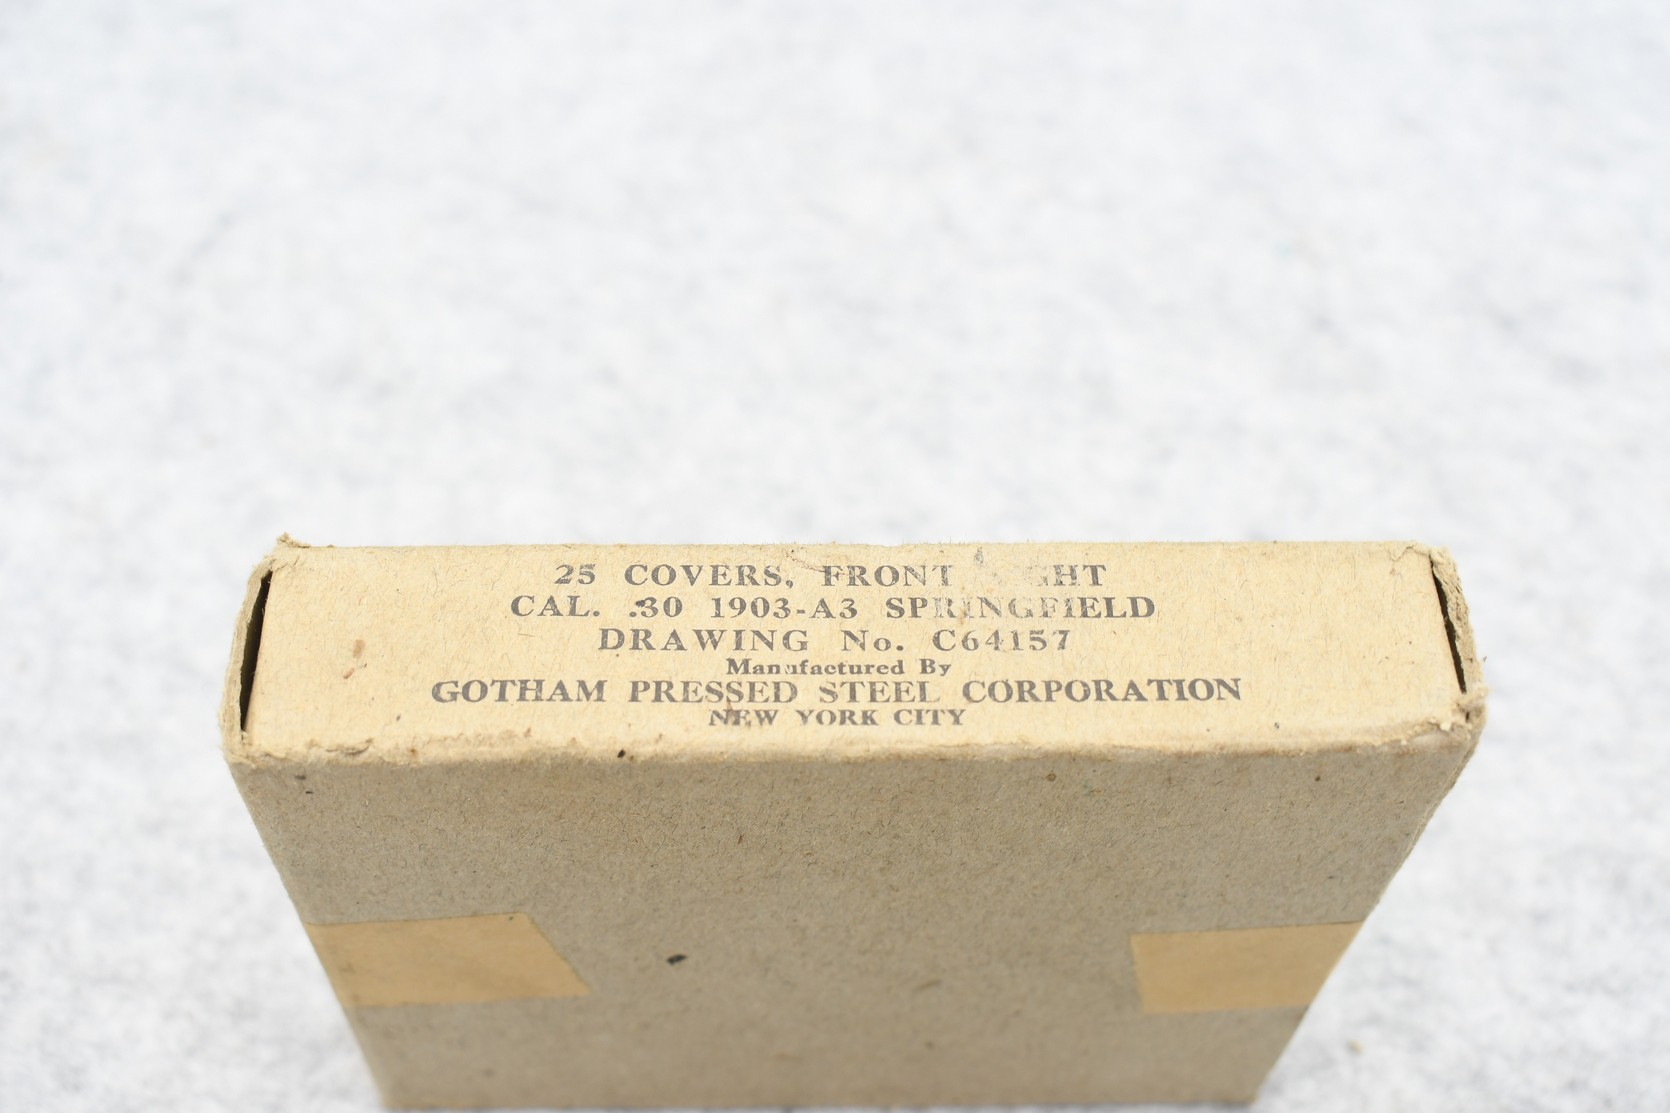 25 COVERS, FRONT SIGHT
CAL. .30 1903-A3 SPRINGFIELD
DRAWING No. C64157
Manufactured By
GOTHAM PRESSED STEEL CORPORATION
NEW YORK CITY